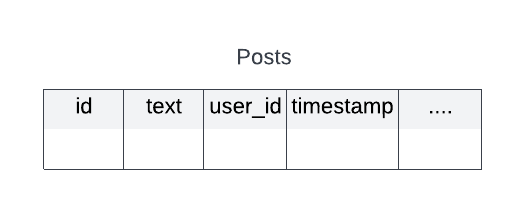 Posts
id text user_id timestamp ....